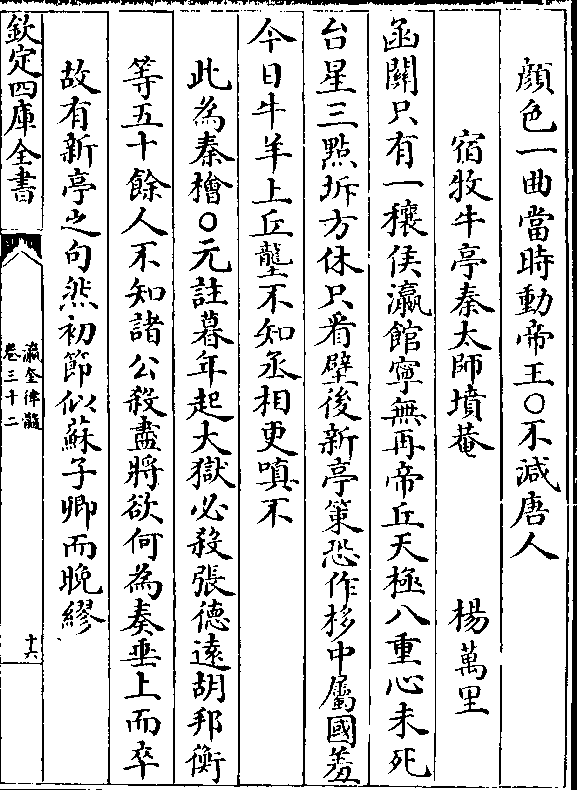 顔色一曲當時動帝王○不減唐人
宿牧牛亭秦太師墳菴　楊萬里
函關只有一穰侯瀛館寧無再帝丘天極八重心未死
台星三點坼方休只看壁後新亭策恐作移中屬國羞
今日牛羊上丘壟不知丞相更嗔不
此為秦檜○元註暮年起大獄必殺張德遠胡邦衡
等五十餘人不知諸公殺盡將欲何為奏垂上而卒
故有新亭之句然初節似蘇子卿而晚繆
欽定四庫全書
瀛奎律髓
卷三十二
十六